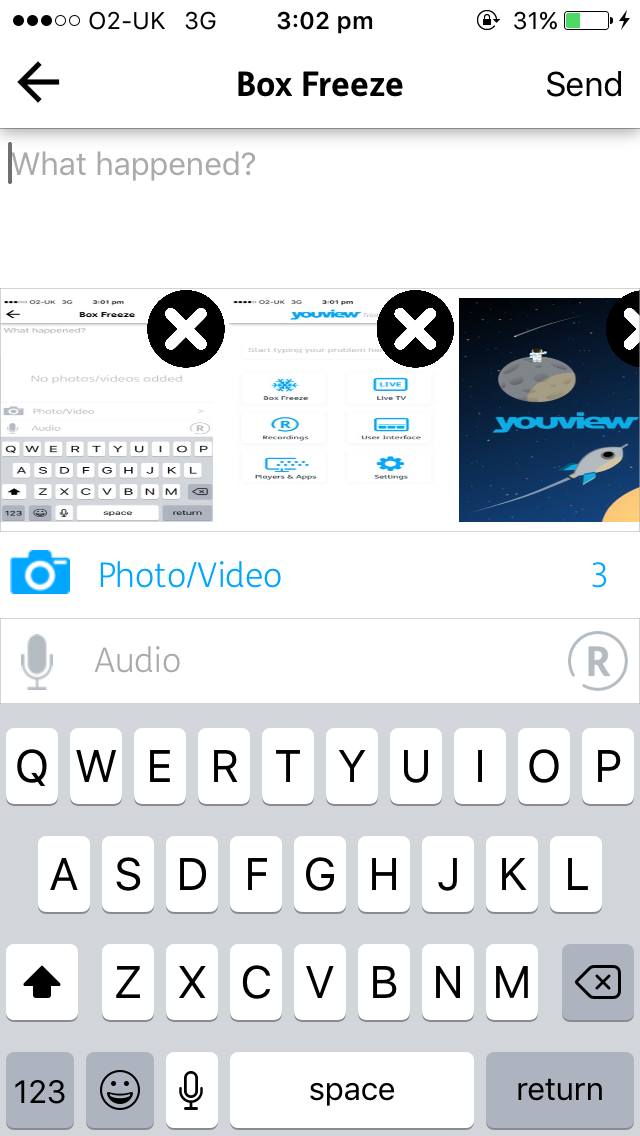 O2-UK 3G 3:02 pm 31%
Box Freeze Send
What happened?
O2-UK 3G 3:01 pm
Box Freeze
What happened?
No photos/videos added
Photo/Video >
Audio R
Q W E R T Y U I O P
A S D F G H J K L
Z X C V B N M
123 space return
O2-UK 3G 3:01 pm
youview
Start typing your problem
Box Freeze
LIVE
Live TV
R
Recordings
User Interface
Players & Apps
Settings
youview
Photo/Video 3
Audio R
Q W E R T Y U I O P
A S D F G H J K L
Z X C V B N M
123 space return